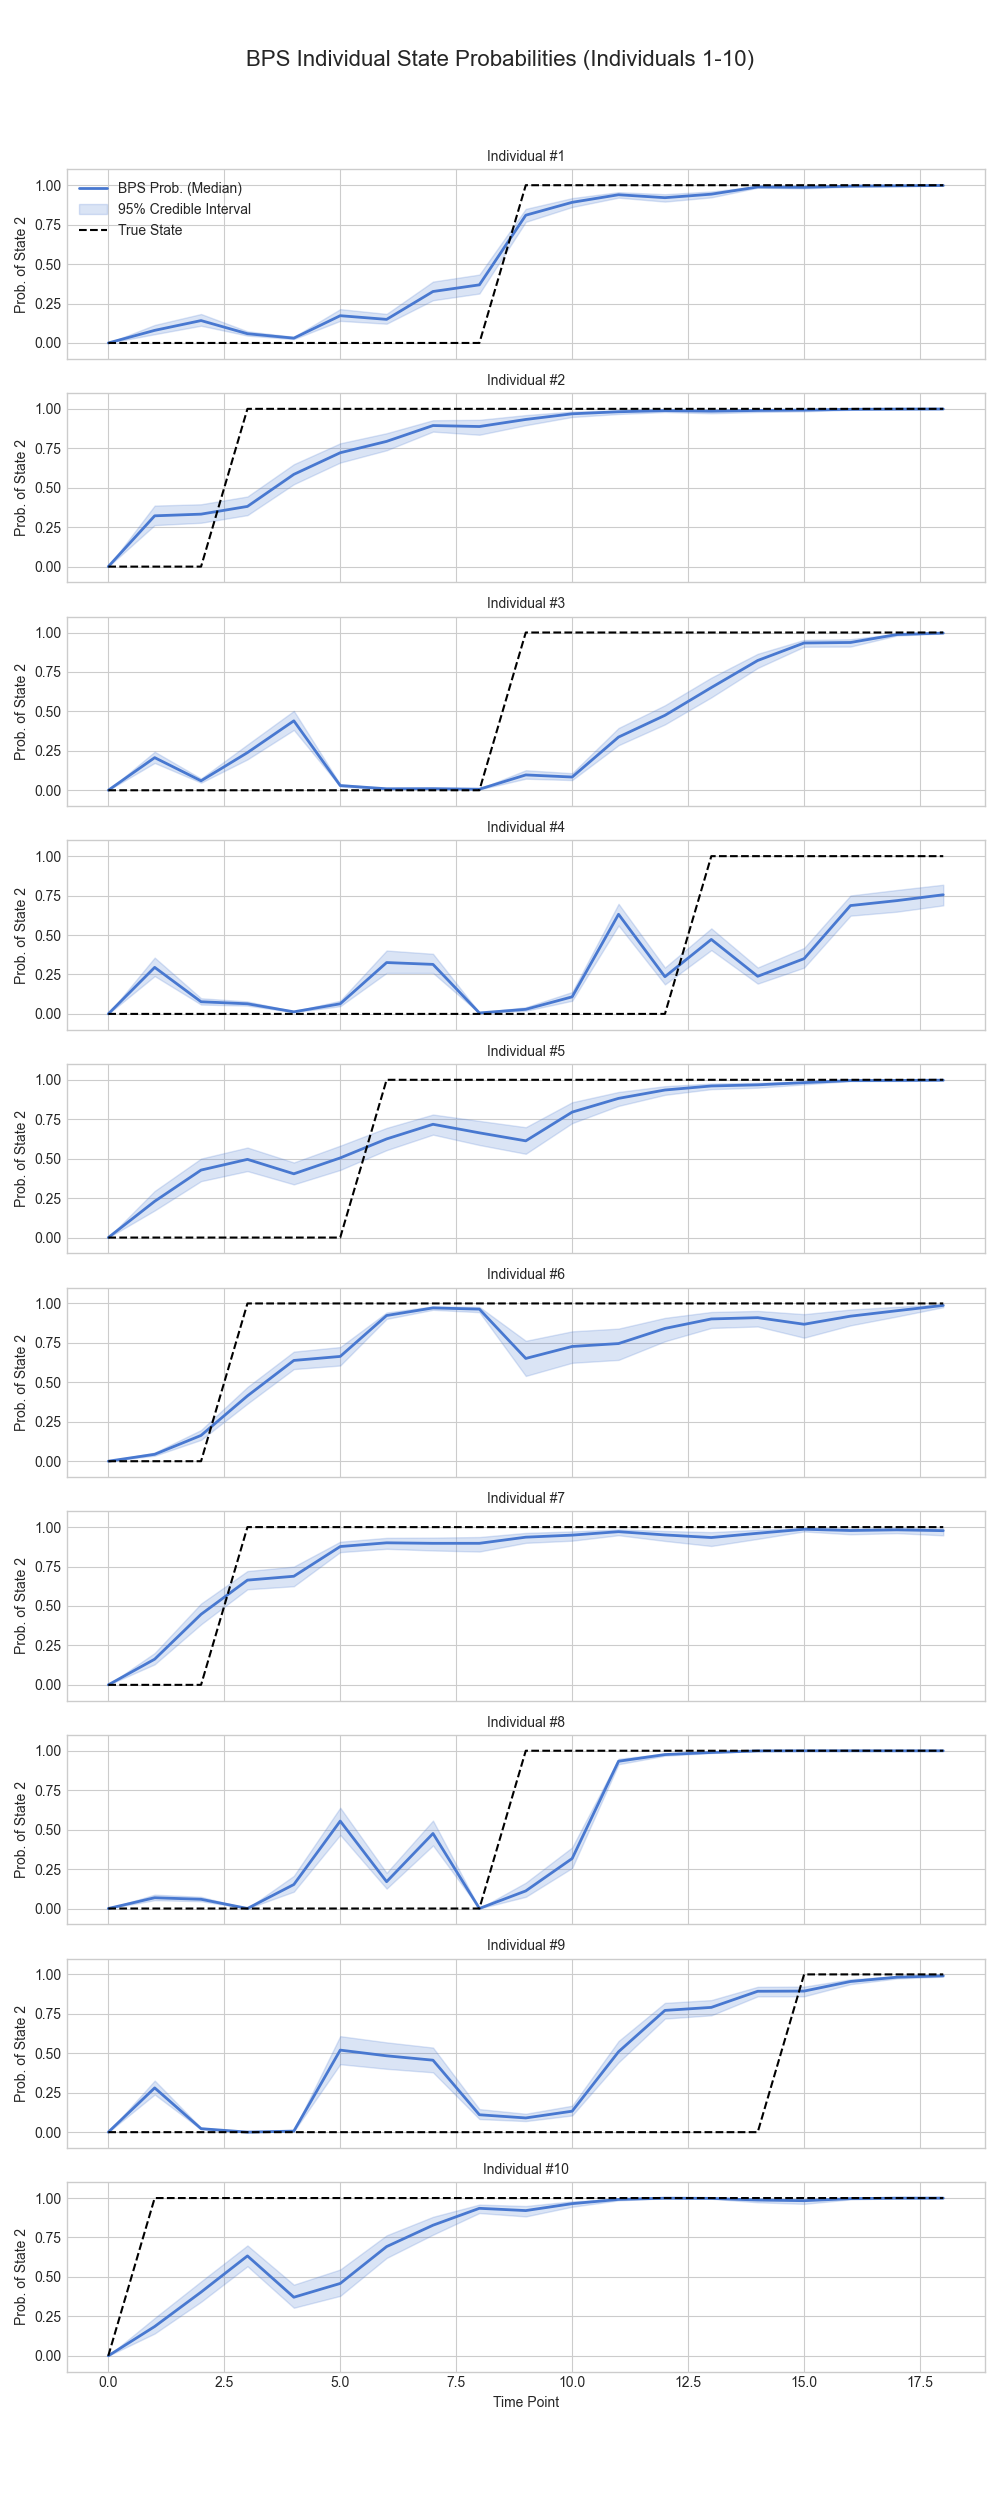 BPS Individual State Probabilities (Individuals 1-10)
Individual #1
BPS Prob. (Median)
95% Credible Interval
True State
Prob. of State 2
1.00
0.75
0.50
0.25
0.00
Individual #2
Prob. of State 2
1.00
0.75
0.50
0.25
0.00
Individual #3
Prob. of State 2
1.00
0.75
0.50
0.25
0.00
Individual #4
Prob. of State 2
1.00
0.75
0.50
0.25
0.00
Individual #5
Prob. of State 2
1.00
0.75
0.50
0.25
0.00
Individual #6
Prob. of State 2
1.00
0.75
0.50
0.25
0.00
Individual #7
Prob. of State 2
1.00
0.75
0.50
0.25
0.00
Individual #8
Prob. of State 2
1.00
0.75
0.50
0.25
0.00
Individual #9
Prob. of State 2
1.00
0.75
0.50
0.25
0.00
Individual #10
Prob. of State 2
1.00
0.75
0.50
0.25
0.00
0.0 2.5 5.0 7.5 10.0 12.5 15.0 17.5
Time Point